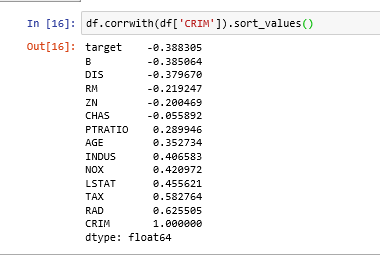 In [16]: df.corrwith(df['CRIM']).sort_values()
Out[16]: target -0.388305
B -0.385064
DIS -0.379670
RM -0.219247
ZN -0.200469
CHAS -0.055892
PTRATIO 0.289946
AGE 0.352734
INDUS 0.406583
NOX 0.420972
LSTAT 0.455621
TAX 0.582764
RAD 0.625505
CRIM 1.000000
dtype: float64